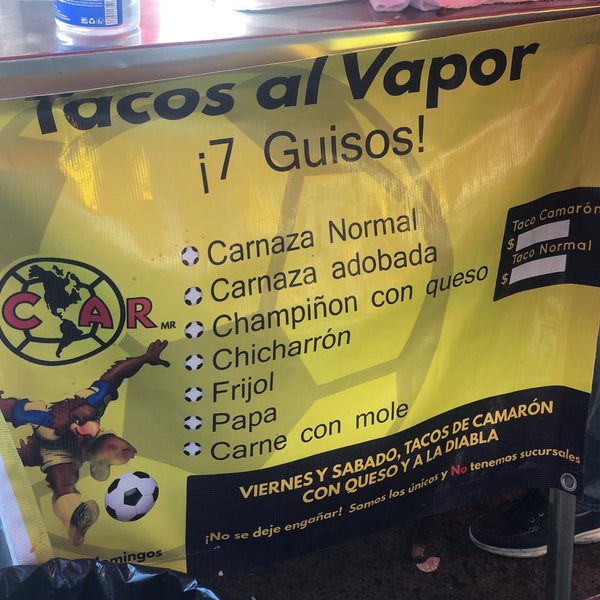 Tacos al Vapor
¡7 Guisos!
Carnaza Normal
Carnaza adobada
Champiñon con queso
Chicharrón
Frijol
Papa
Carne con mole
Taco Camarón
$
Taco Normal
$
CAR MR
VIERNES Y SABADO, TACOS DE CAMARÓN
CON QUESO Y A LA DIABLA
¡No se deje engañar! Somos los únicos y No tenemos sucursales
domingos